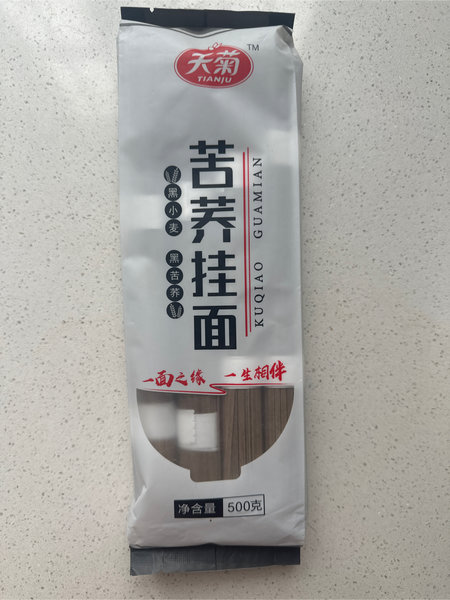 天菊
TIANJU
TM
苦荞挂面
KUQIAO GUAMIAN
黑小麦 黑苦荞
一面之缘 一生相伴
净含量 500克